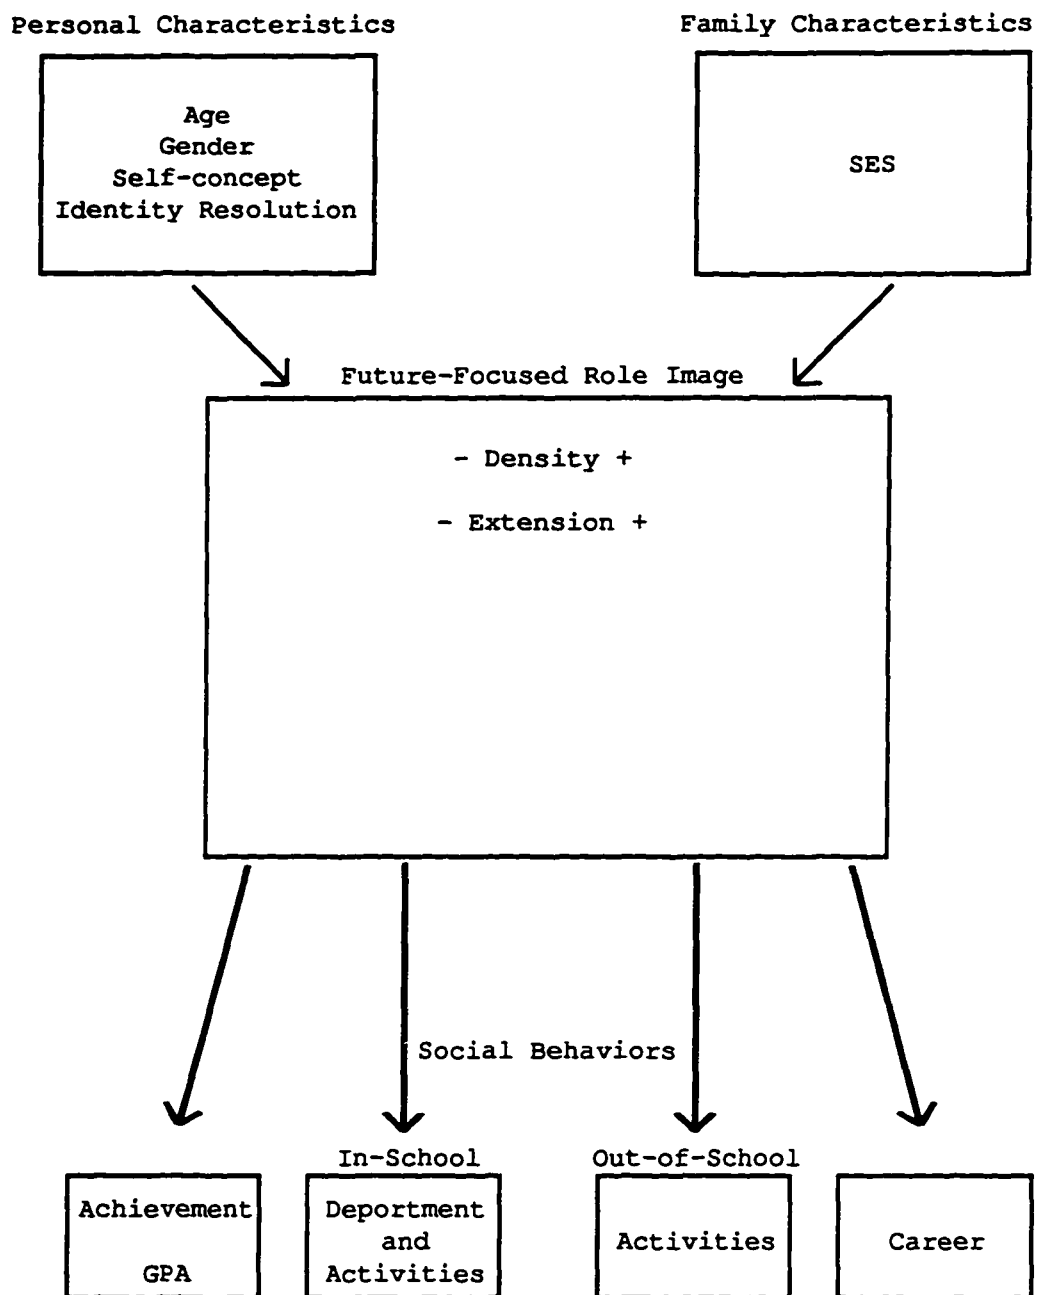 Personal Characteristics
Family Characteristics
Age
Gender
Self-concept
Identity Resolution
SES
Future-Focused Role Image
- Density +
- Extension +
Social Behaviors
In-School
Out-of-School
Achievement
GPA
Deportment
and
Activities
Activities
Career